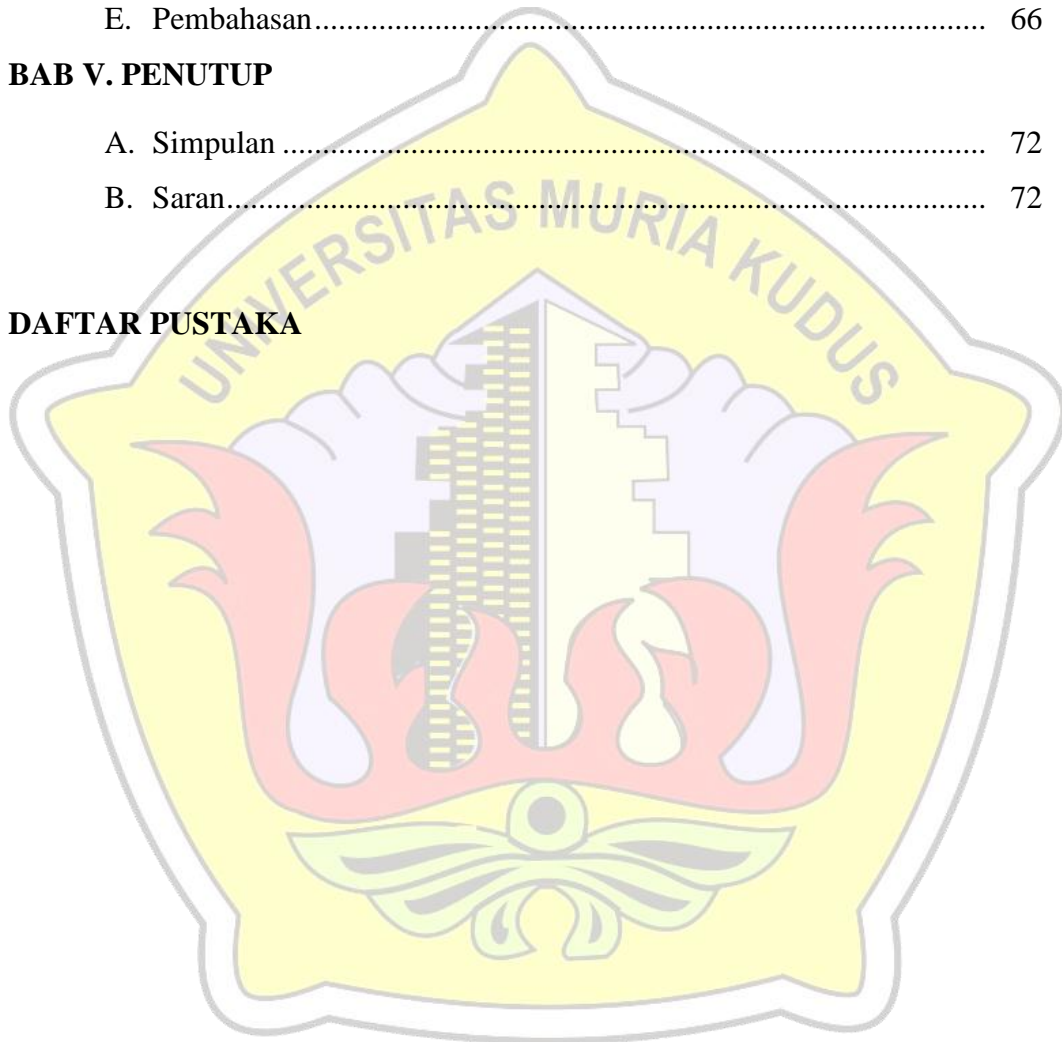 E. Pembahasan........................................................................................ 66
BAB V. PENUTUP
A. Simpulan ............................................................................................ 72
B. Saran................................................................................................... 72
UNIVERSITAS MURIA KUDUS
DAFTAR PUSTAKA